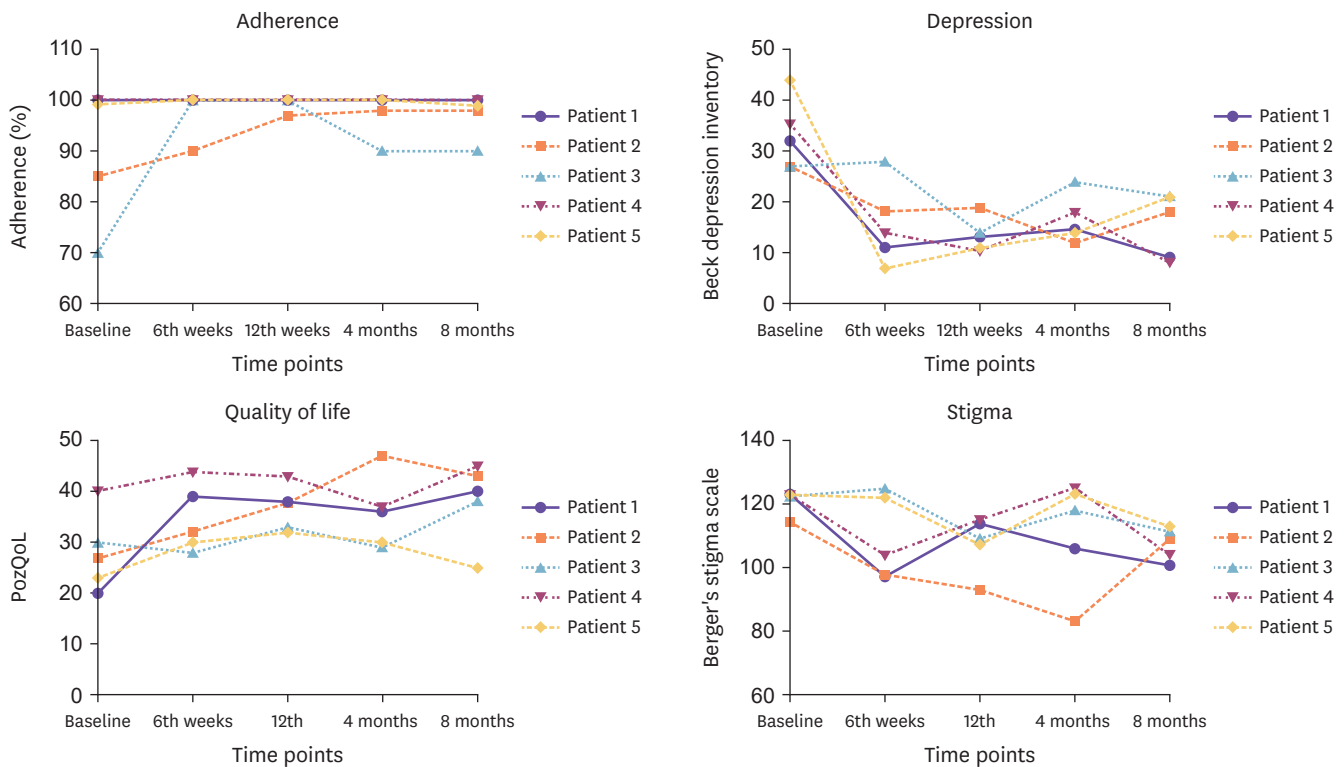 Adherence
Adherence (%)
110
100
90
80
70
60
Baseline 6th weeks 12th weeks 4 months 8 months
Time points
Patient 1
Patient 2
Patient 3
Patient 4
Patient 5
Depression
Beck depression inventory
50
40
30
20
10
0
Baseline 6th weeks 12th weeks 4 months 8 months
Time points
Patient 1
Patient 2
Patient 3
Patient 4
Patient 5
Quality of life
PozQoL
50
40
30
20
10
0
Baseline 6th weeks 12th 4 months 8 months
Time points
Patient 1
Patient 2
Patient 3
Patient 4
Patient 5
Stigma
Berger's stigma scale
140
120
100
80
60
Baseline 6th weeks 12th 4 months 8 months
Time points
Patient 1
Patient 2
Patient 3
Patient 4
Patient 5